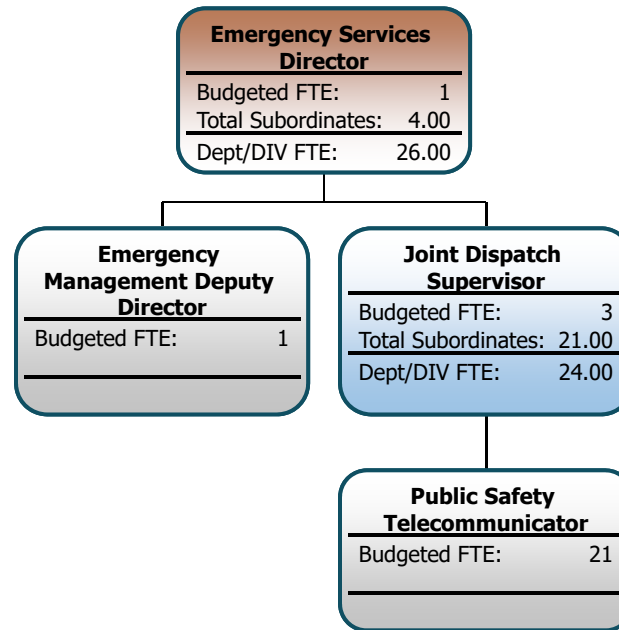 Emergency Services
Director
Budgeted FTE: 1
Total Subordinates: 4.00
Dept/DIV FTE: 26.00
Emergency
Management Deputy
Director
Budgeted FTE: 1
Joint Dispatch
Supervisor
Budgeted FTE: 3
Total Subordinates: 21.00
Dept/DIV FTE: 24.00
Public Safety
Telecommunicator
Budgeted FTE: 21